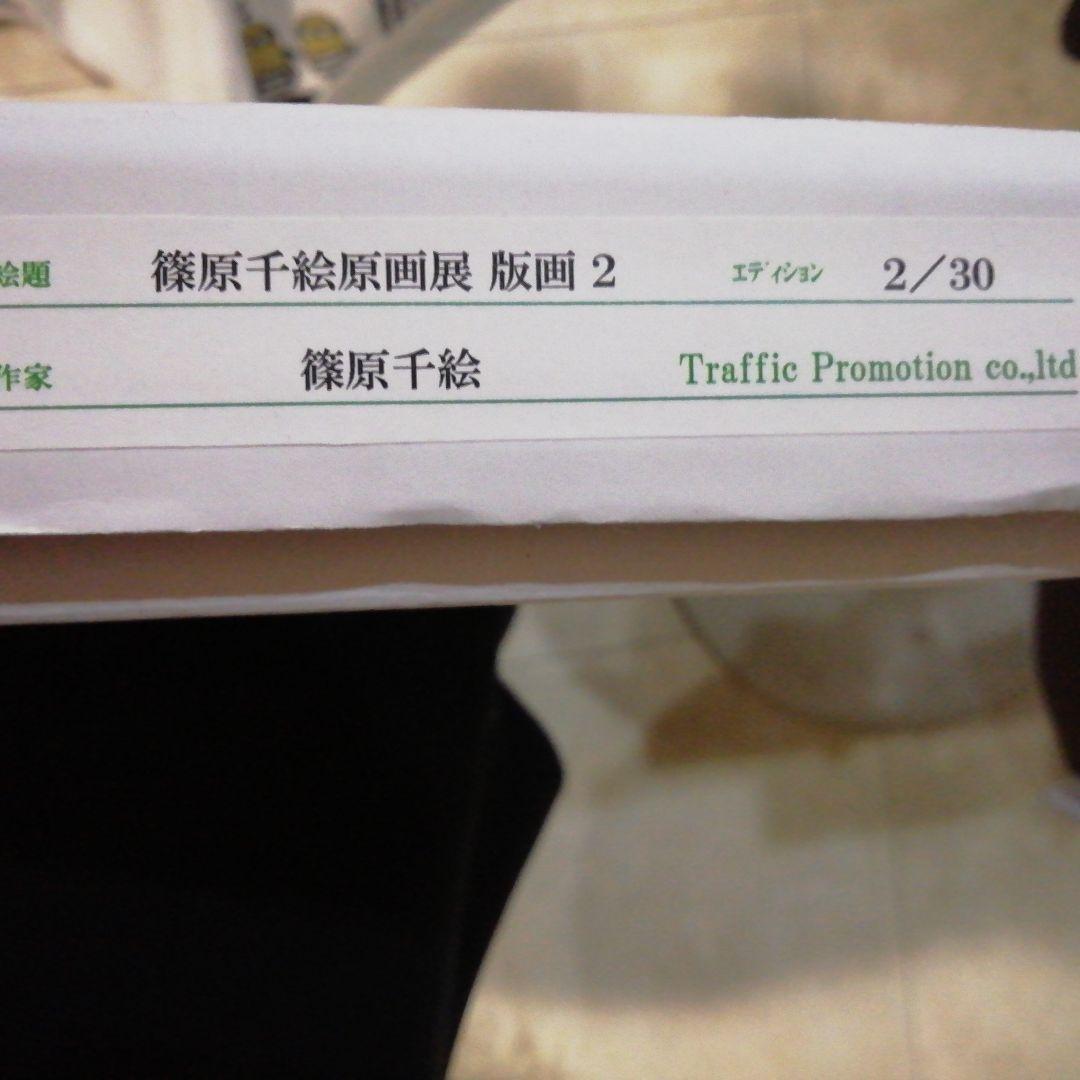 絵題 篠原千絵原画展 版画 2 エディション 2/30
作家 篠原千絵 Traffic Promotion co.,ltd